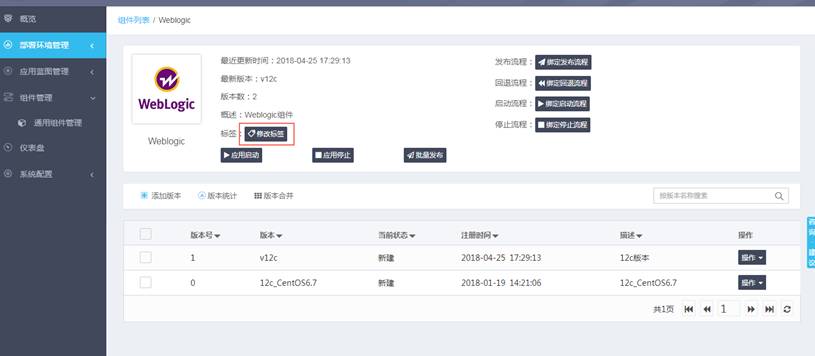 概览
部署环境管理
应用蓝图管理
组件管理
通用组件管理
仪表盘
系统配置
组件列表 / Weblogic
WebLogic
Weblogic
最近更新时间：2018-04-25 17:29:13
最新版本：v12c
版本数：2
概述：Weblogic组件
标签： 修改标签
应用启动 应用停止 批量发布
发布流程： 绑定发布流程
回退流程： 绑定回退流程
启动流程： 绑定启动流程
停止流程： 绑定停止流程
添加版本 版本统计 版本合并 按版本名称搜索
版本号 版本 当前状态 注册时间 描述 操作
1 v12c 新建 2018-04-25 17:29:13 12c版本 操作
0 12c_CentOS6.7 新建 2018-01-19 14:21:06 12c_CentOS6.7 操作
共1页 1